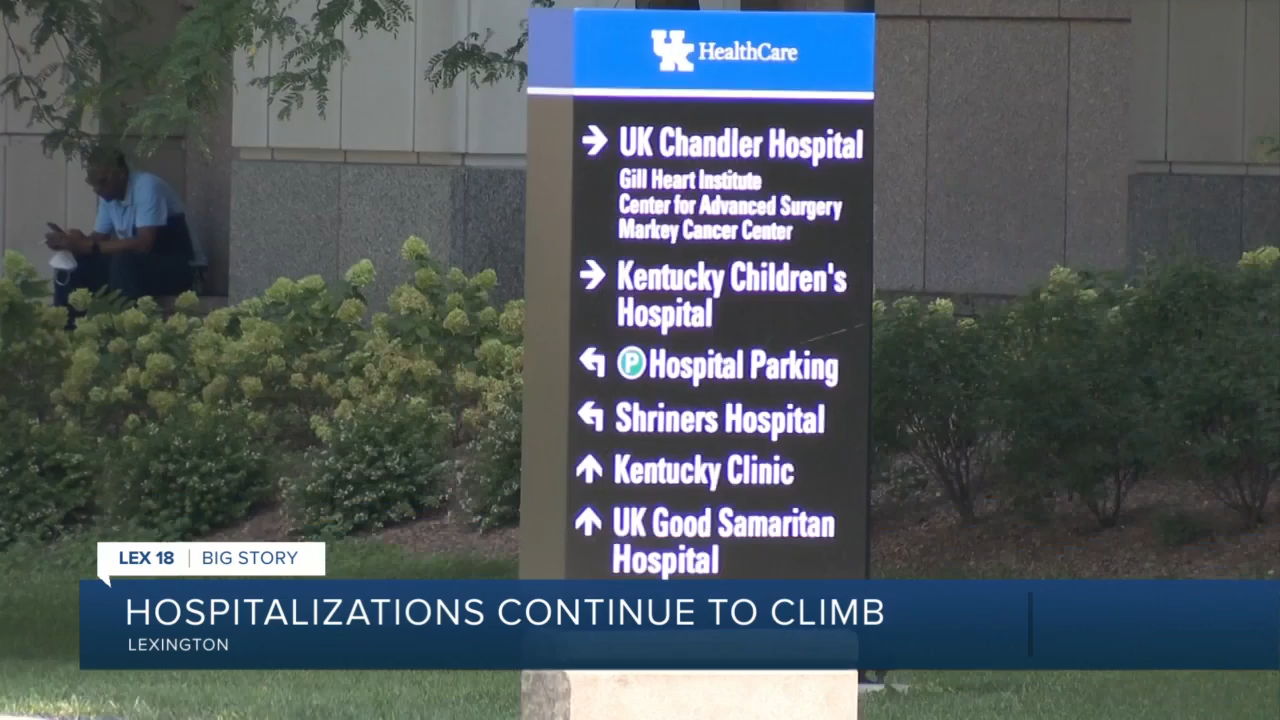 UK HealthCare
→ UK Chandler Hospital
Gill Heart Institute
Center for Advanced Surgery
Markey Cancer Center
→ Kentucky Children's
Hospital
↰ P Hospital Parking
↰ Shriners Hospital
↑ Kentucky Clinic
↑ UK Good Samaritan
Hospital
LEX 18 | BIG STORY
HOSPITALIZATIONS CONTINUE TO CLIMB
LEXINGTON